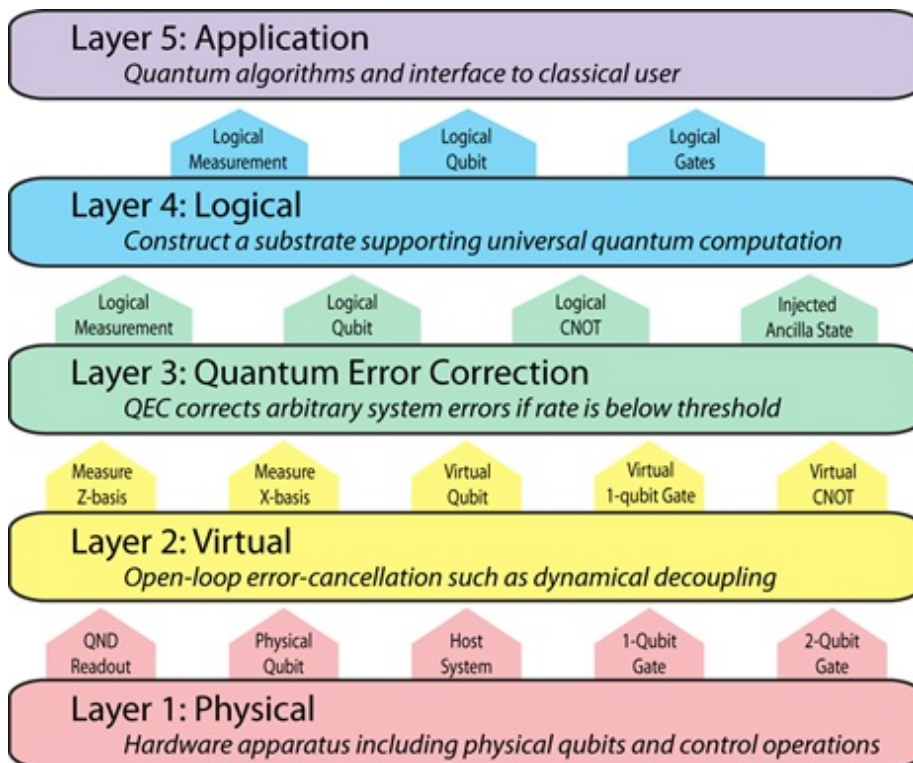 Layer 5: Application
Quantum algorithms and interface to classical user
Logical Measurement
Logical Qubit
Logical Gates
Layer 4: Logical
Construct a substrate supporting universal quantum computation
Logical Measurement
Logical Qubit
Logical CNOT
Injected Ancilla State
Layer 3: Quantum Error Correction
QEC corrects arbitrary system errors if rate is below threshold
Measure Z-basis
Measure X-basis
Virtual Qubit
Virtual 1-qubit Gate
Virtual CNOT
Layer 2: Virtual
Open-loop error-cancellation such as dynamical decoupling
QND Readout
Physical Qubit
Host System
1-Qubit Gate
2-Qubit Gate
Layer 1: Physical
Hardware apparatus including physical qubits and control operations